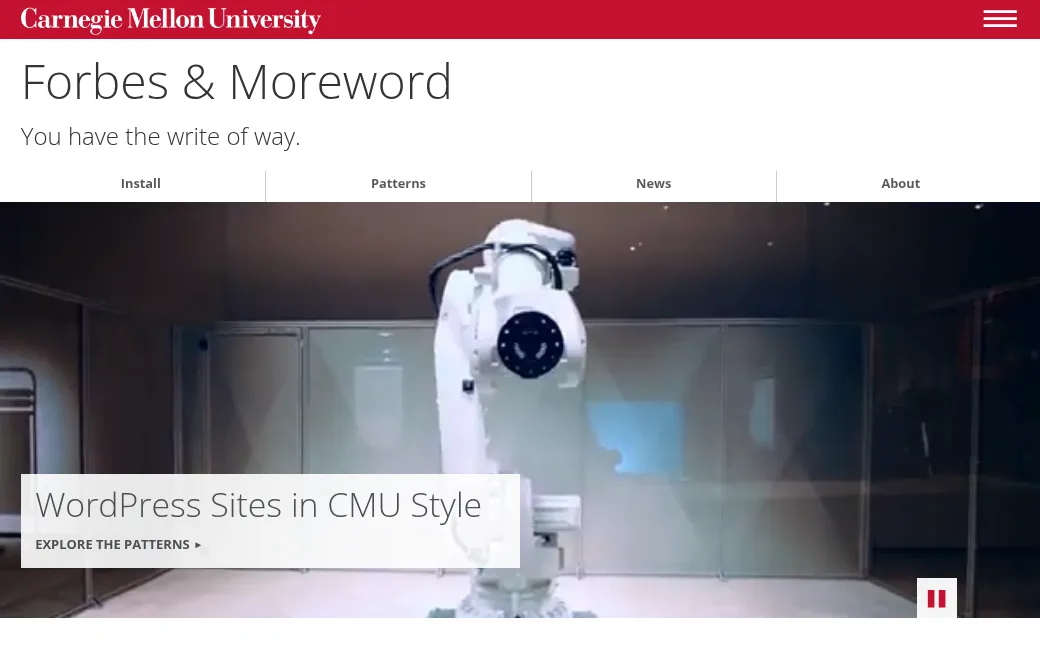 Carnegie Mellon University
Forbes & Moreword
You have the write of way.
Install
Patterns
News
About
WordPress Sites in CMU Style
EXPLORE THE PATTERNS ►